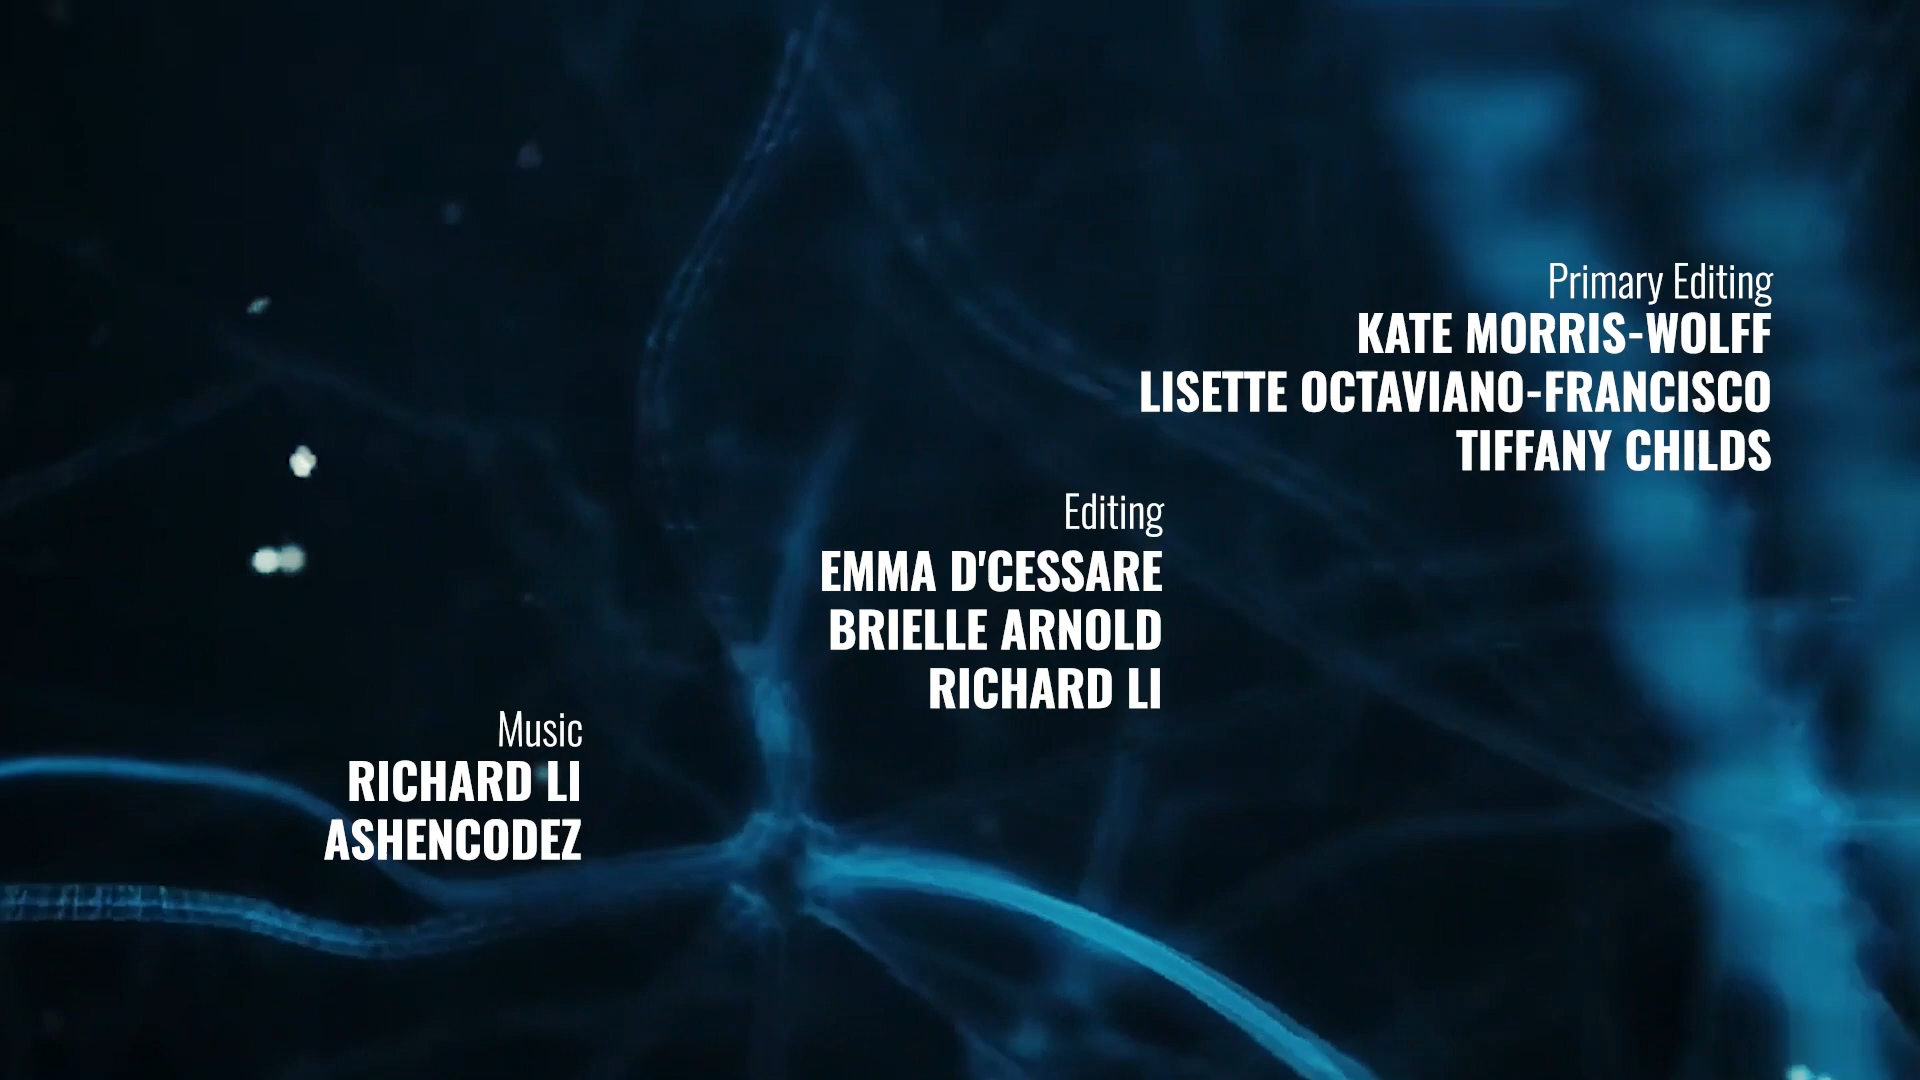 Primary Editing
KATE MORRIS-WOLFF
LISETTE OCTAVIANO-FRANCISCO
TIFFANY CHILDS
Editing
EMMA D'CESSARE
BRIELLE ARNOLD
RICHARD LI
Music
RICHARD LI
ASHENCODEZ